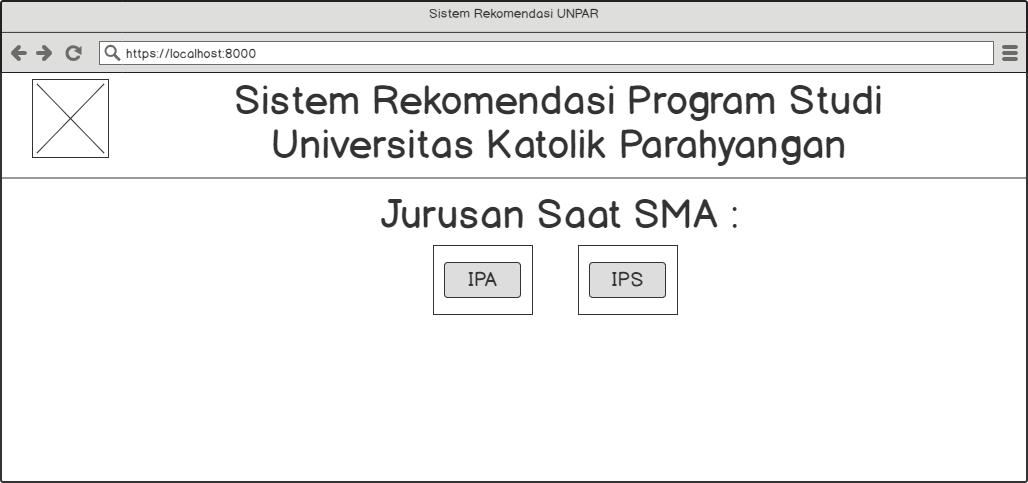 Sistem Rekomendasi UNPAR
https://localhost:8000
Sistem Rekomendasi Program Studi
Universitas Katolik Parahyangan
Jurusan Saat SMA :
IPA IPS